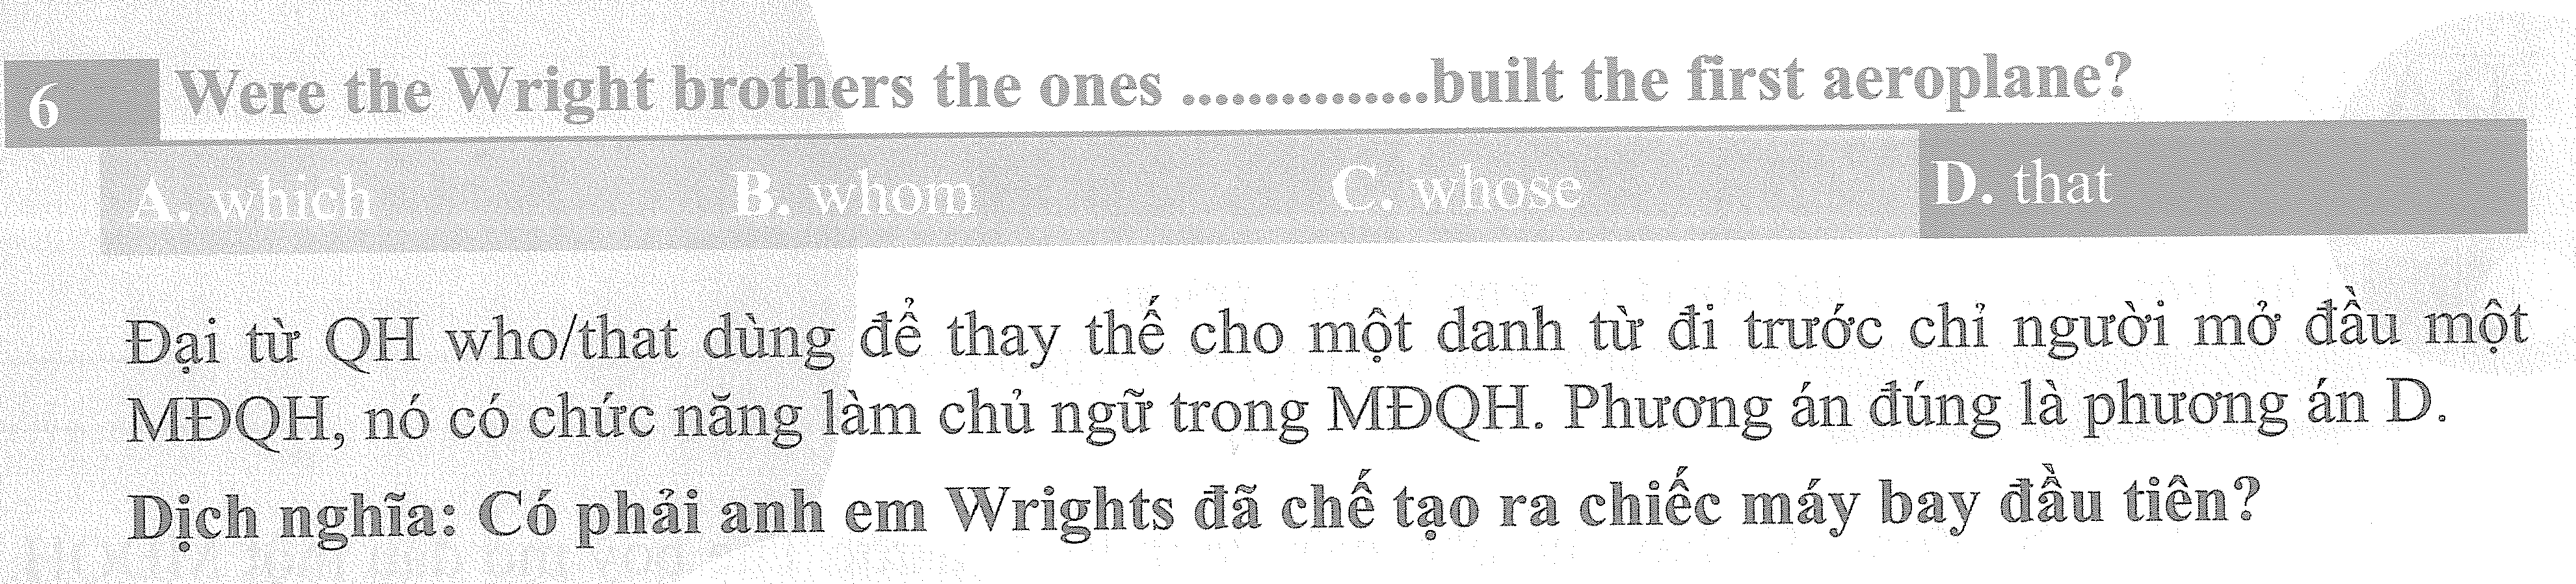 6 Were the Wright brothers the ones ...............built the first aeroplane?
A. which B. whom C. whose D. that
Đại từ QH who/that dùng để thay thế cho một danh từ đi trước chỉ người mở đầu một
MĐQH, nó có chức năng làm chủ ngữ trong MĐQH. Phương án đúng là phương án D.
Dịch nghĩa: Có phải anh em Wrights đã chế tạo ra chiếc máy bay đầu tiên?